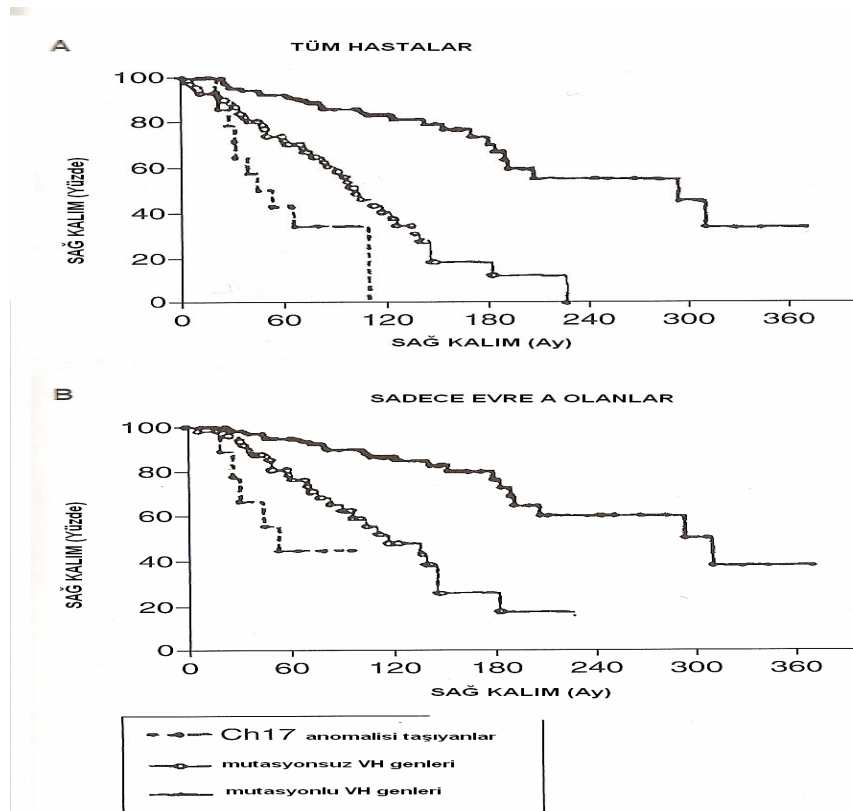 A
TÜM HASTALAR
100
80
60
40
20
0
SAĞ KALIM (Yüzde)
0 60 120 180 240 300 360
SAĞ KALIM (Ay)
B
SADECE EVRE A OLANLAR
100
80
60
40
20
0
SAĞ KALIM (Yüzde)
0 60 120 180 240 300 360
SAĞ KALIM (Ay)
Ch17 anomalisi taşıyanlar
mutasyonsuz VH genleri
mutasyonlu VH genleri